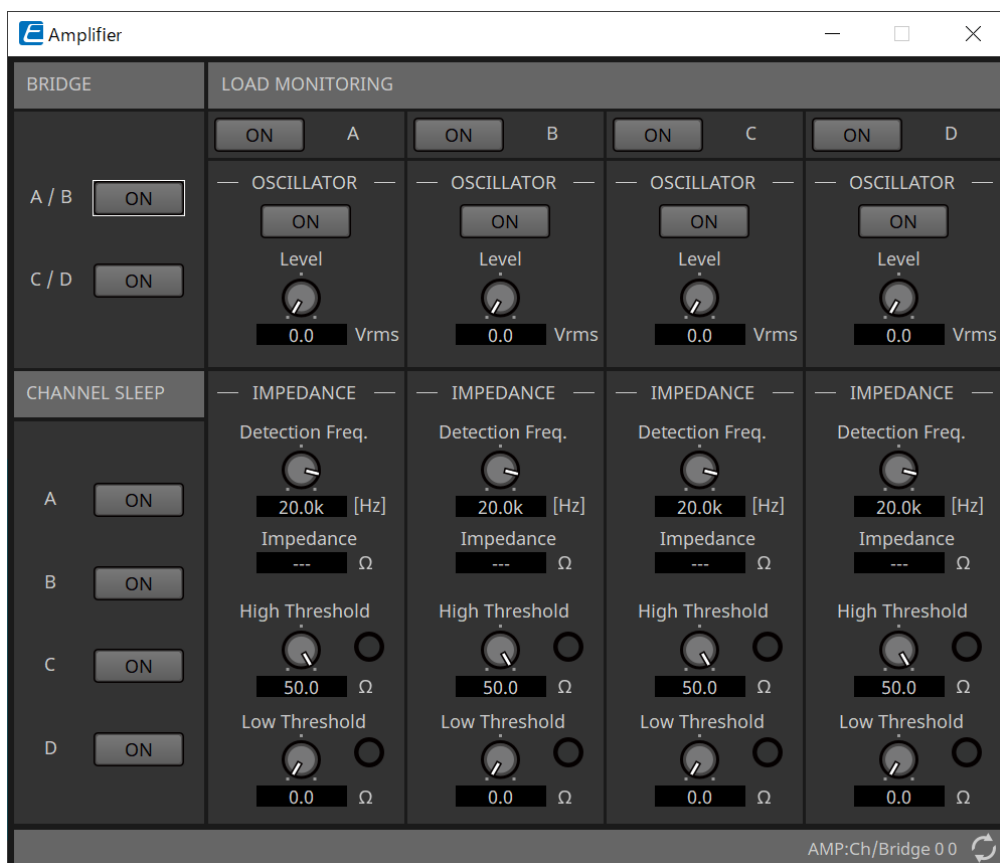 E Amplifier
BRIDGE
LOAD MONITORING
ON A ON B ON C ON D
A / B ON
C / D ON
OSCILLATOR OSCILLATOR OSCILLATOR OSCILLATOR
ON ON ON ON
Level Level Level Level
0.0 Vrms 0.0 Vrms 0.0 Vrms 0.0 Vrms
CHANNEL SLEEP
A ON
B ON
C ON
D ON
IMPEDANCE IMPEDANCE IMPEDANCE IMPEDANCE
Detection Freq. Detection Freq. Detection Freq. Detection Freq.
20.0k [Hz] 20.0k [Hz] 20.0k [Hz] 20.0k [Hz]
Impedance Impedance Impedance Impedance
--- Ω --- Ω --- Ω --- Ω
High Threshold High Threshold High Threshold High Threshold
50.0 Ω 50.0 Ω 50.0 Ω 50.0 Ω
Low Threshold Low Threshold Low Threshold Low Threshold
0.0 Ω 0.0 Ω 0.0 Ω 0.0 Ω
AMP:Ch/Bridge 0 0